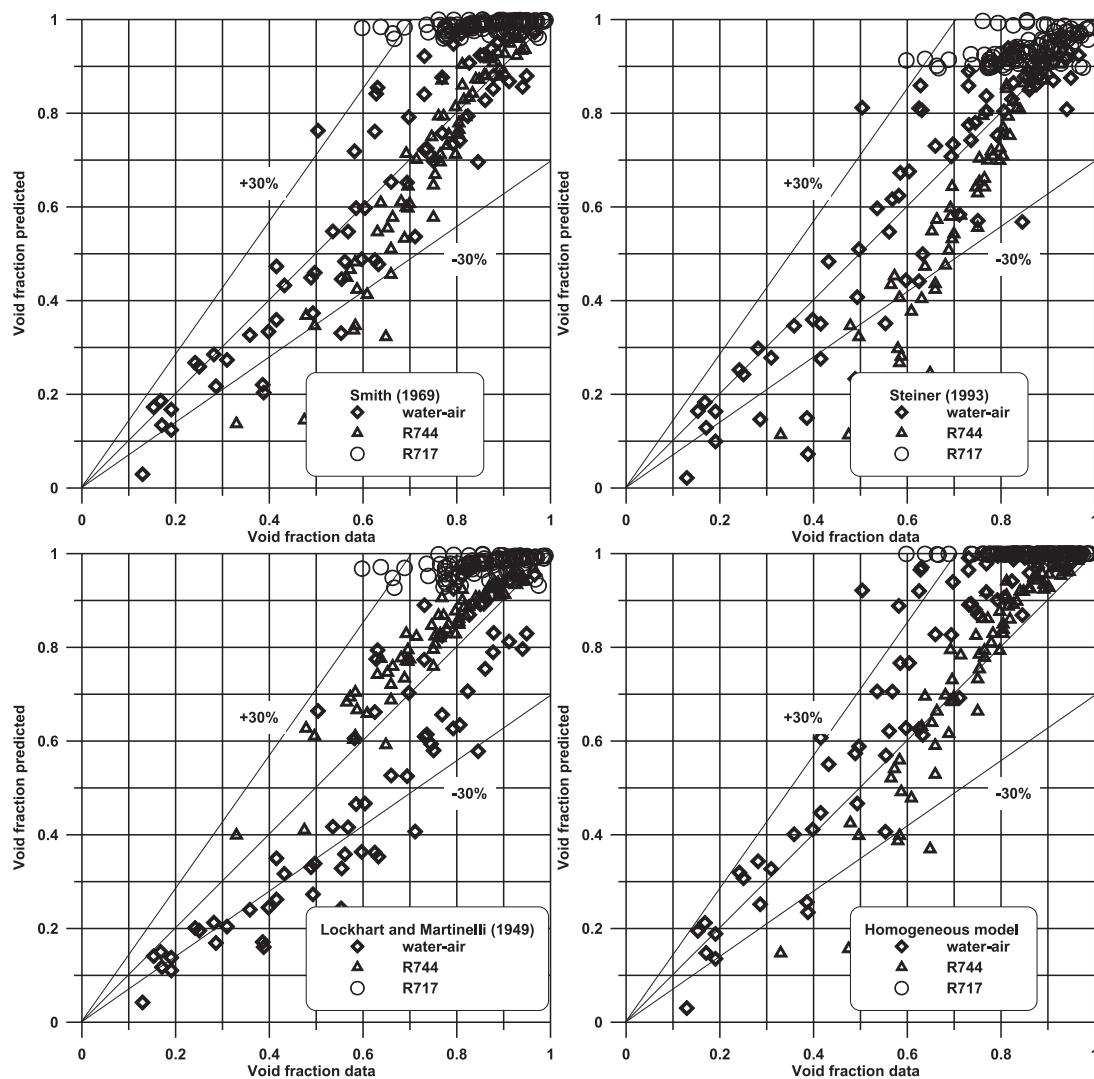 1
0.8
0.6
0.4
0.2
0
Void fraction predicted
+30%
-30%
Smith (1969)
water-air
R744
R717
0 0.2 0.4 0.6 0.8 1
Void fraction data
1
0.8
0.6
0.4
0.2
0
Void fraction predicted
+30%
-30%
Steiner (1993)
water-air
R744
R717
0 0.2 0.4 0.6 0.8 1
Void fraction data
1
0.8
0.6
0.4
0.2
0
Void fraction predicted
+30%
-30%
Lockhart and Martinelli (1949)
water-air
R744
R717
0 0.2 0.4 0.6 0.8 1
Void fraction data
1
0.8
0.6
0.4
0.2
0
Void fraction predicted
+30%
-30%
Homogeneous model
water-air
R744
R717
0 0.2 0.4 0.6 0.8 1
Void fraction data